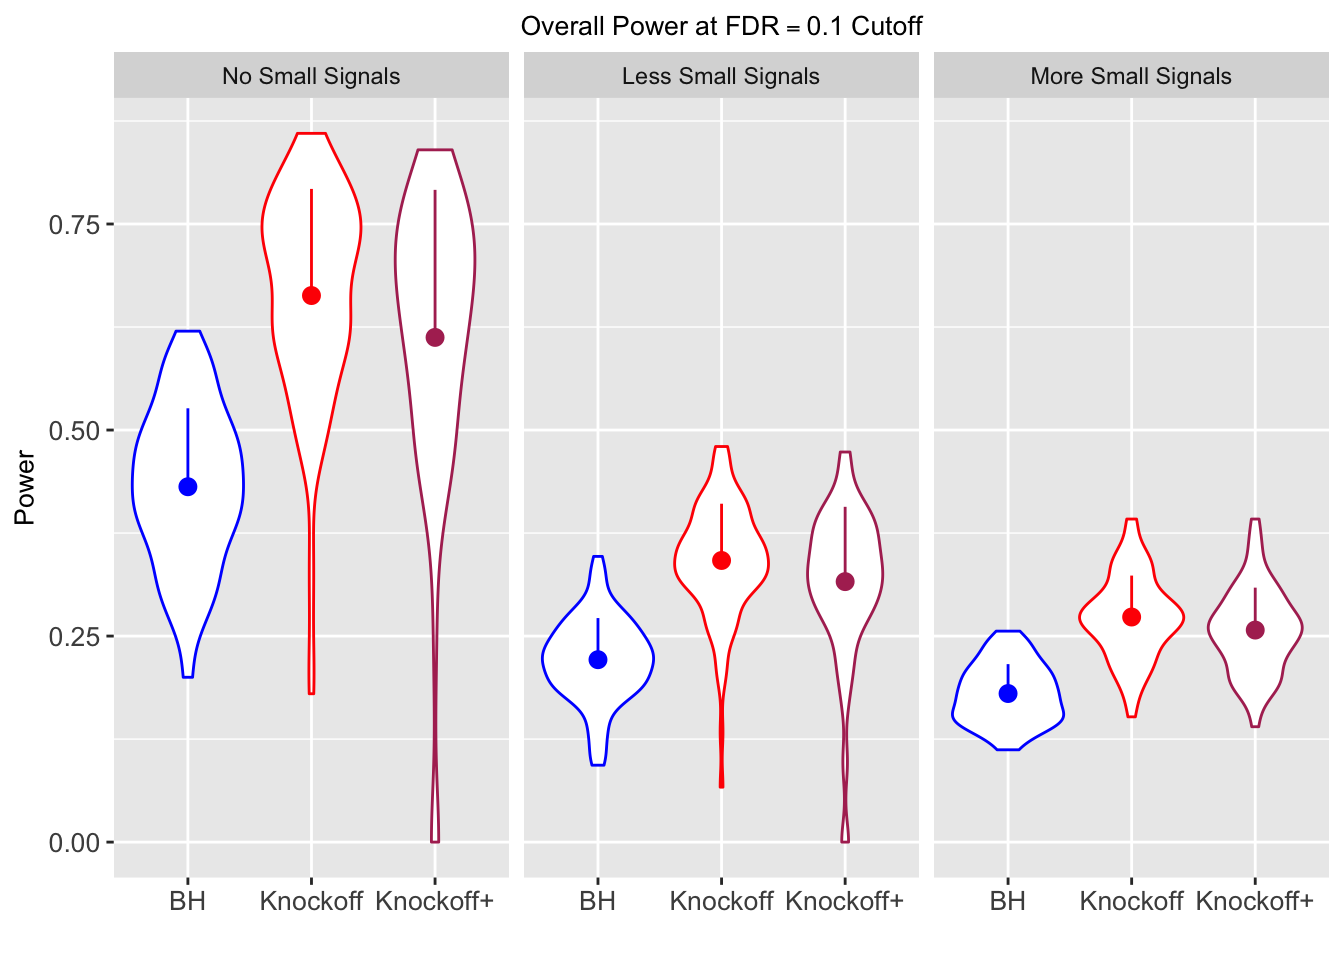 Overall Power at FDR = 0.1 Cutoff
No Small Signals
Less Small Signals
More Small Signals
Power
0.75
0.50
0.25
0.00
BH
Knockoff
Knockoff+
BH
Knockoff
Knockoff+
BH
Knockoff
Knockoff+